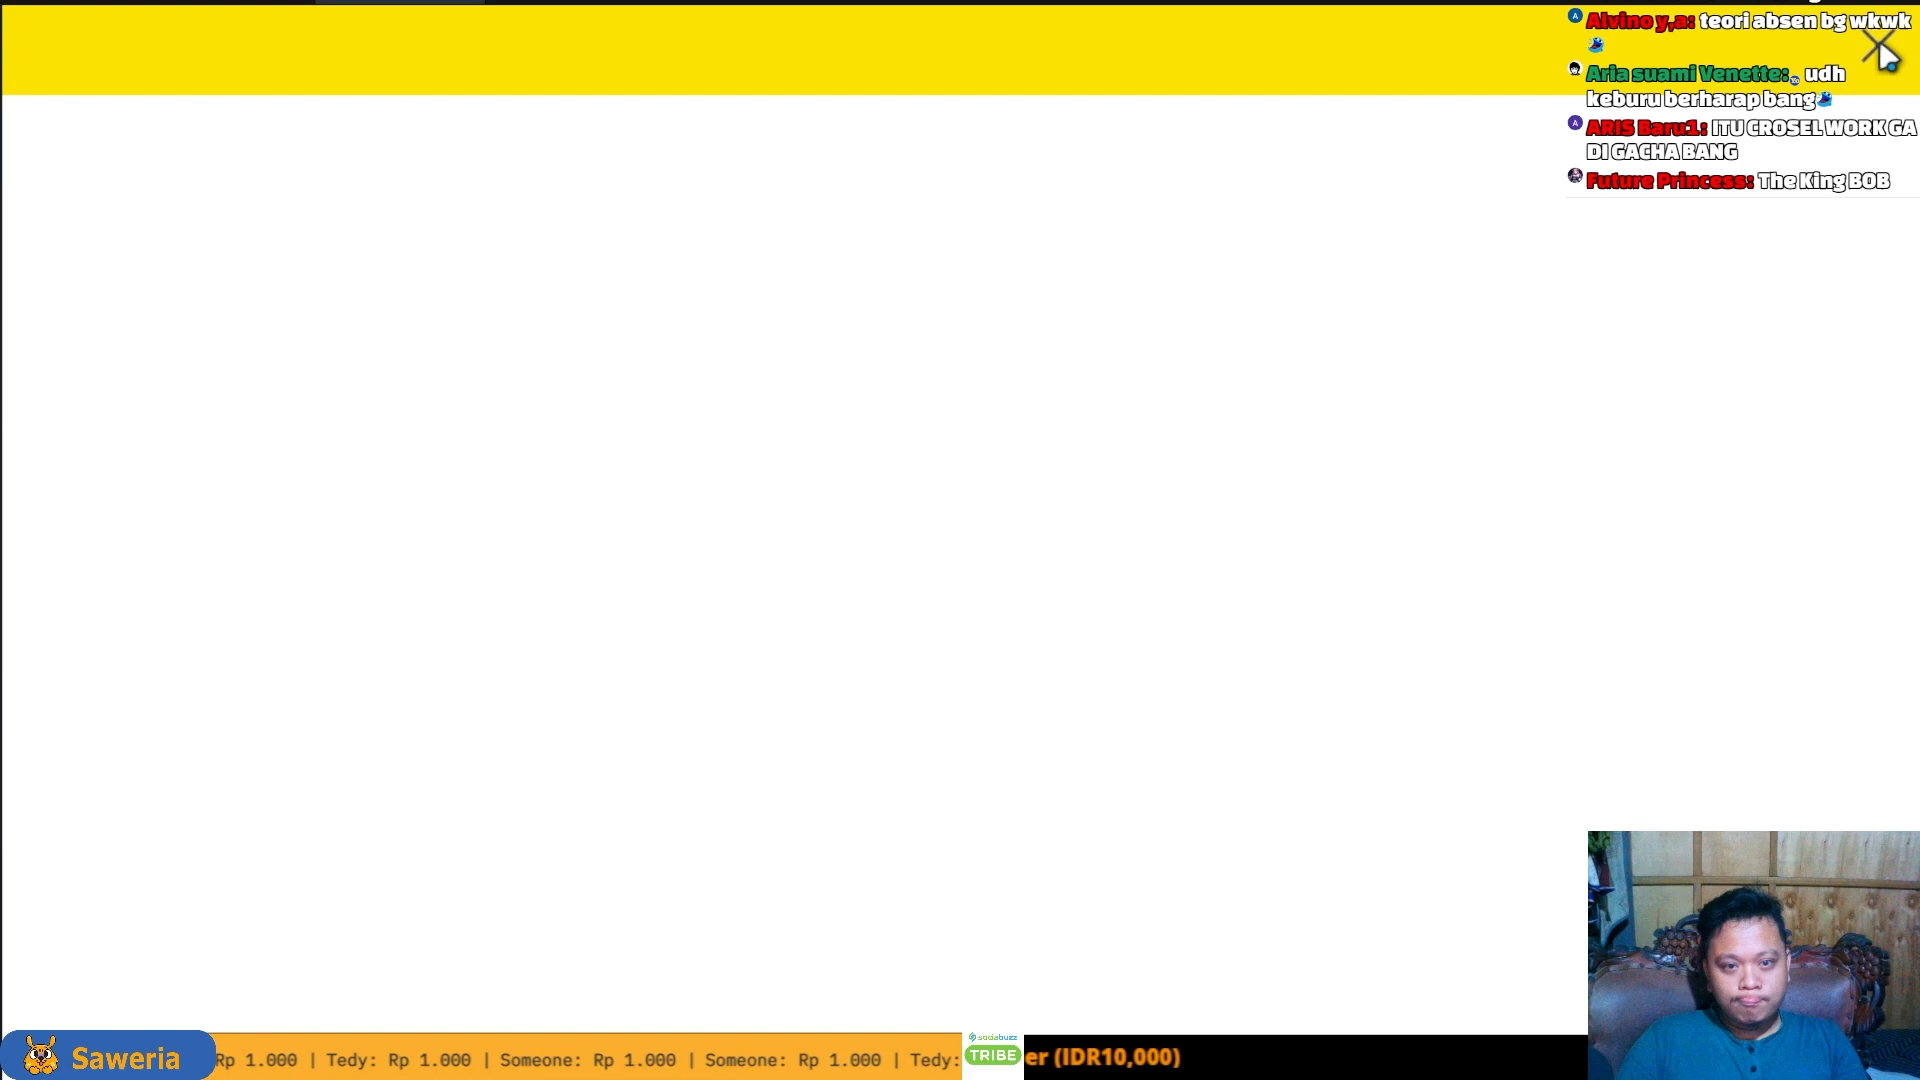 Alvino y,a: teori absen bg wkwk
Aria suami Venette: udh
keburu berharap bang
ARIS Baru1: ITU CROSEL WORK GA
DI GACHA BANG
Future Princess: The King BOB
Saweria
Rp 1.000 | Tedy: Rp 1.000 | Someone: Rp 1.000 | Someone: Rp 1.000 | Tedy:
sociabuzz
TRIBE
er (IDR10,000)